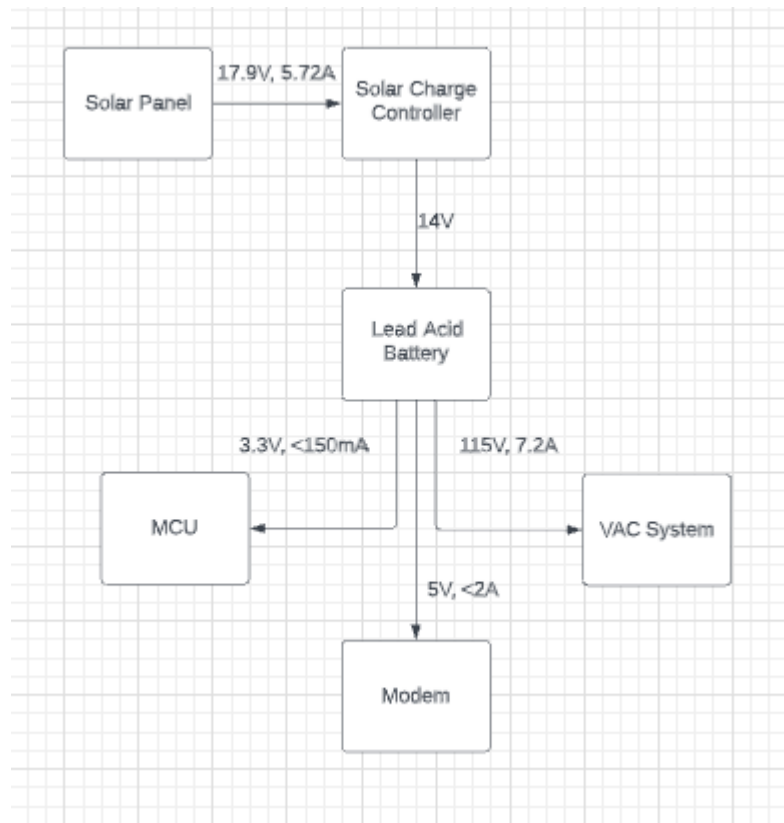 17.9V, 5.72A
Solar Panel
Solar Charge
Controller
14V
Lead Acid
Battery
3.3V, <150mA
115V, 7.2A
MCU
VAC System
5V, <2A
Modem